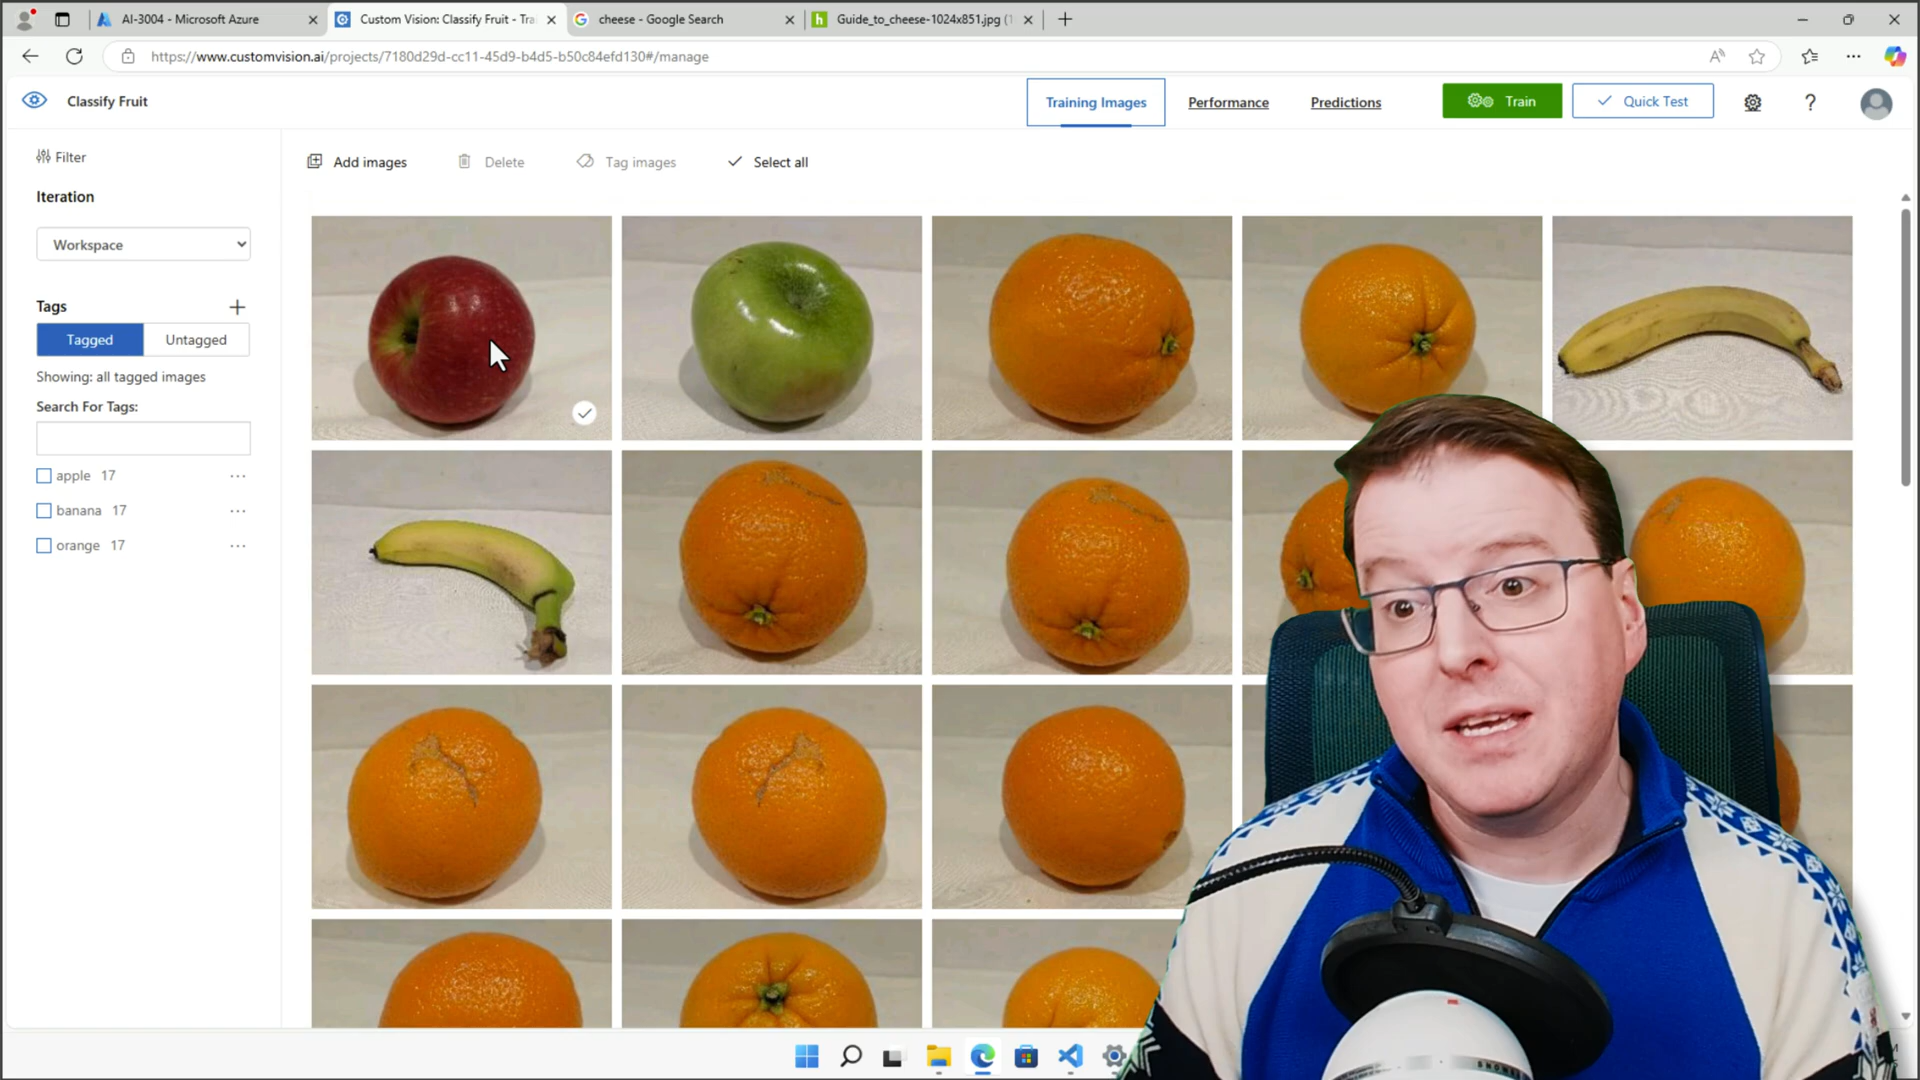 AI-3004 - Microsoft Azure
Custom Vision: Classify Fruit - Tra
cheese - Google Search
Guide_to_cheese-1024x851.jpg (1
https://www.customvision.ai/projects/7180d29d-cc11-45d9-b4d5-b50c84efd130#/manage
Classify Fruit
Training Images
Performance
Predictions
Train
Quick Test
?
Filter
Add images
Delete
Tag images
Select all
Iteration
Workspace
Tags
Tagged
Untagged
Showing: all tagged images
Search For Tags:
apple 17
banana 17
orange 17